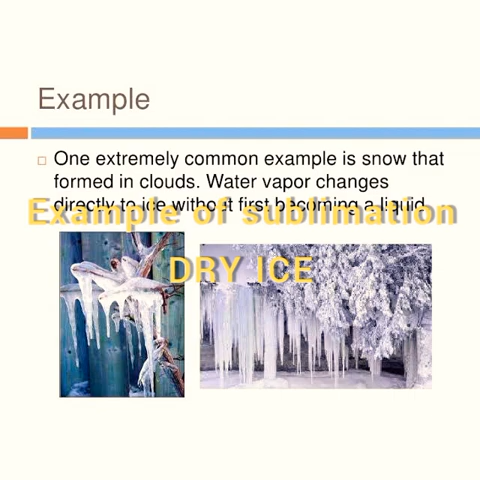 Example
One extremely common example is snow that
formed in clouds. Water vapor changes
directly to ice without first becoming a liquid.
Example of sublimation
DRY ICE